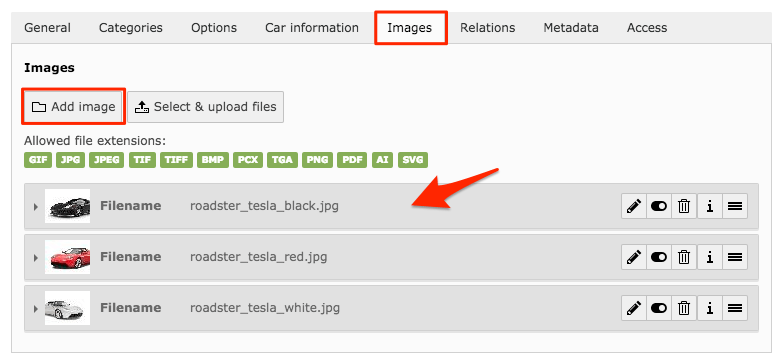 General Categories Options Car information Images Relations Metadata Access
Images
Add image Select & upload files
Allowed file extensions:
GIF JPG JPEG TIF TIFF BMP PCX TGA PNG PDF AI SVG
Filename roadster_tesla_black.jpg
Filename roadster_tesla_red.jpg
Filename roadster_tesla_white.jpg